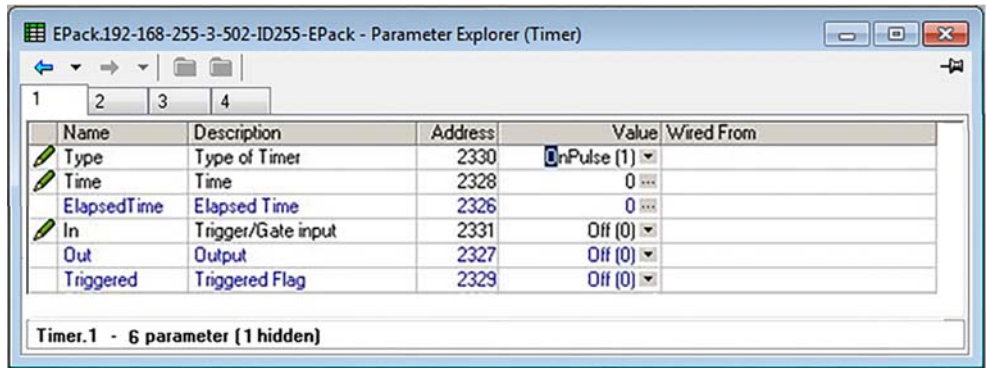 EPack.192-168-255-3-502-ID255-EPack - Parameter Explorer (Timer)
1 2 3 4
Name Description Address Value Wired From
Type Type of Timer 2330 OnPulse (1)
Time Time 2328 0
ElapsedTime Elapsed Time 2326 0
In Trigger/Gate input 2331 Off (0)
Out Output 2327 Off (0)
Triggered Triggered Flag 2329 Off (0)
Timer.1 - 6 parameter (1 hidden)